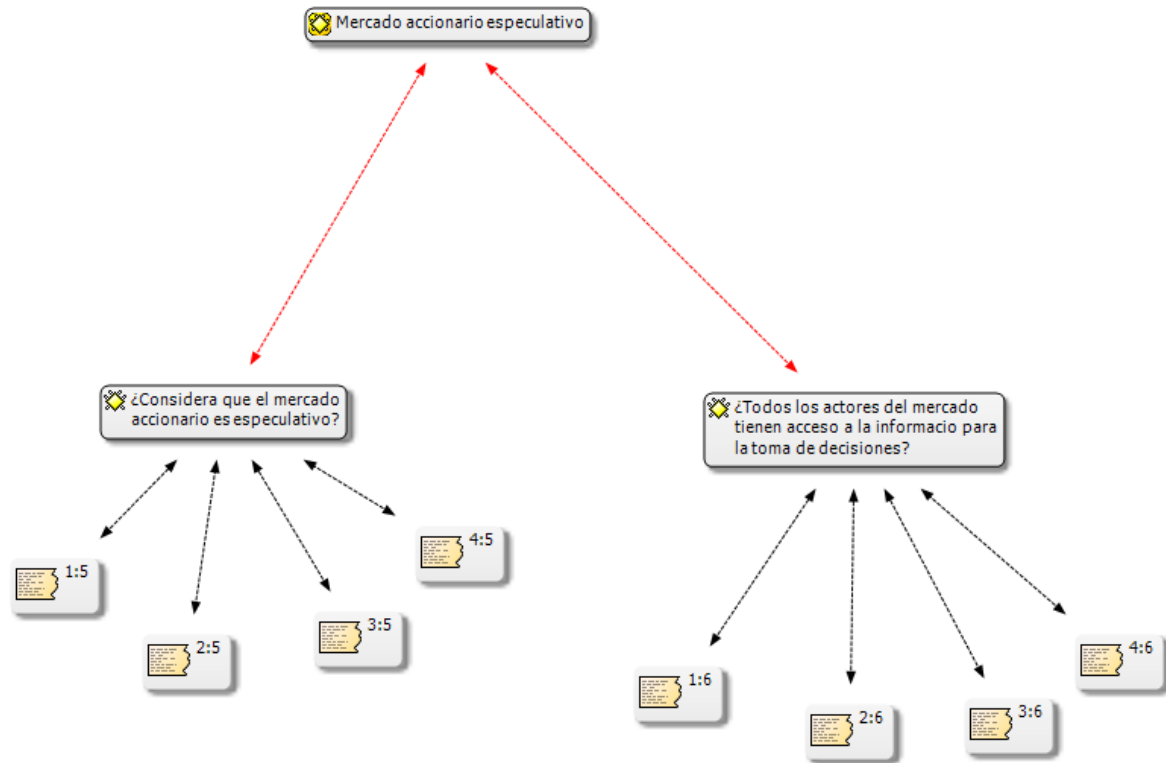 Mercado accionario especulativo
¿Considera que el mercado
accionario es especulativo?
¿Todos los actores del mercado
tienen acceso a la informacio para
la toma de decisiones?
1:5
2:5
3:5
4:5
1:6
2:6
3:6
4:6